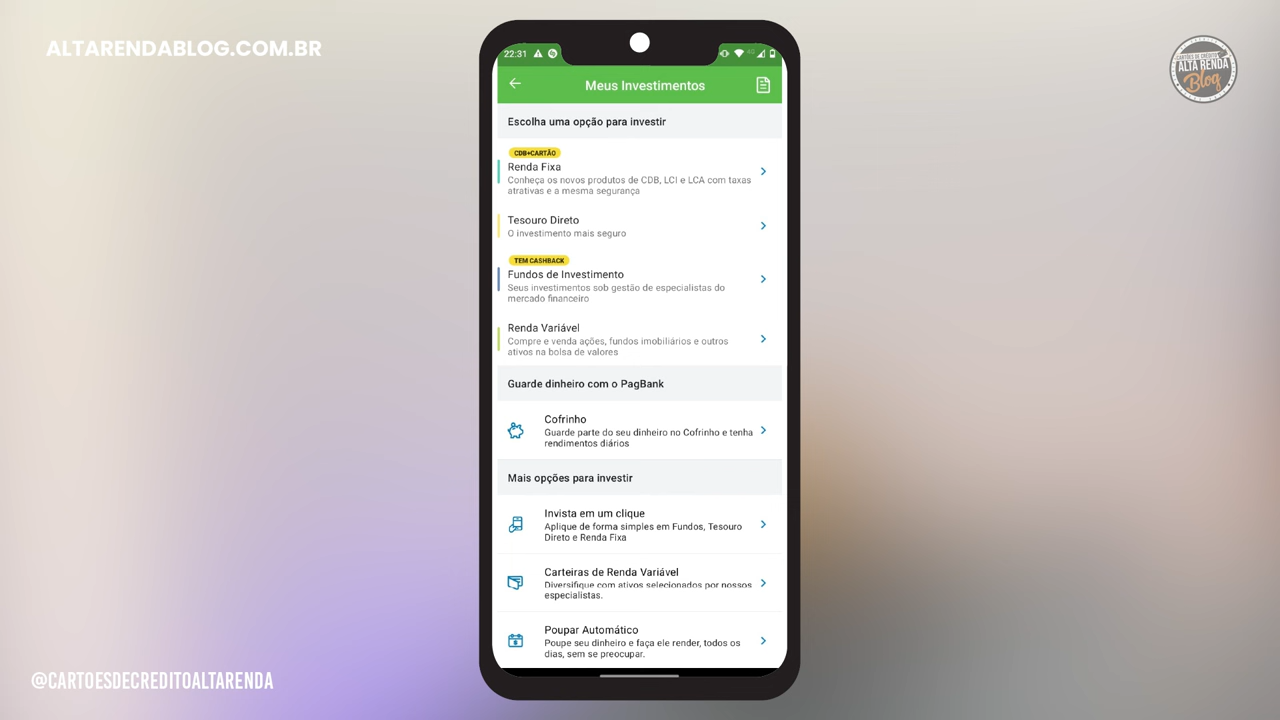 ALTARENDABLOG.COM.BR
CARTÕES DE CRÉDITO
ALTA RENDA
Blog
22:31
4G
Meus Investimentos
Escolha uma opção para investir
CDB+CARTÃO
Renda Fixa
Conheça os novos produtos de CDB, LCI e LCA com taxas
atrativas e a mesma segurança
Tesouro Direto
O investimento mais seguro
TEM CASHBACK
Fundos de Investimento
Seus investimentos sob gestão de especialistas do
mercado financeiro
Renda Variável
Compre e venda ações, fundos imobiliários e outros
ativos na bolsa de valores
Guarde dinheiro com o PagBank
Cofrinho
Guarde parte do seu dinheiro no Cofrinho e tenha
rendimentos diários
Mais opções para investir
Invista em um clique
Aplique de forma simples em Fundos, Tesouro
Direto e Renda Fixa
Carteiras de Renda Variável
Diversifique com ativos selecionados por nossos
especialistas.
Poupar Automático
Poupe seu dinheiro e faça ele render, todos os
dias, sem se preocupar.
@CARTOESDECREDITOALTARENDA